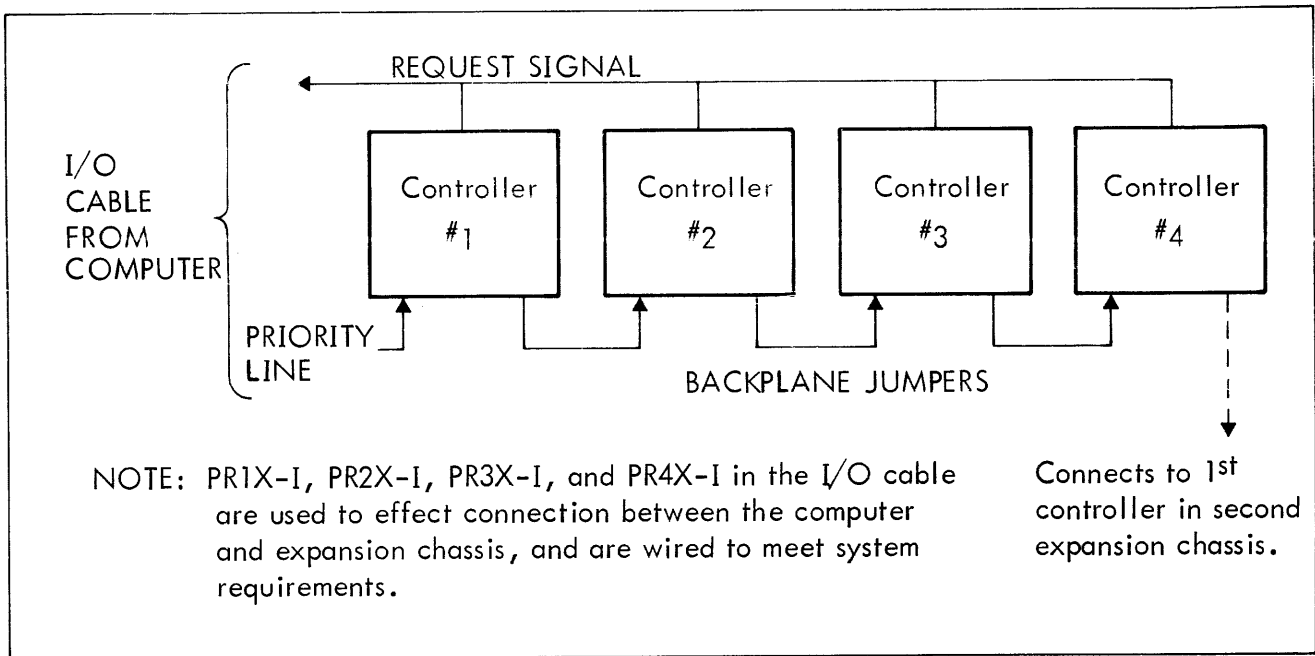 REQUEST SIGNAL
I/O
CABLE
FROM
COMPUTER
Controller
#1
Controller
#2
Controller
#3
Controller
#4
PRIORITY
LINE
BACKPLANE JUMPERS
NOTE: PR1X-I, PR2X-I, PR3X-I, and PR4X-I in the I/O cable
are used to effect connection between the computer
and expansion chassis, and are wired to meet system
requirements.
Connects to 1st
controller in second
expansion chassis.